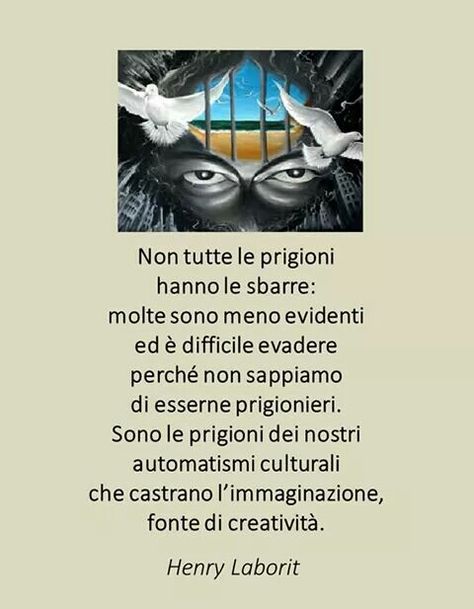 Non tutte le prigioni
hanno le sbarre:
molte sono meno evidenti
ed è difficile evadere
perché non sappiamo
di esserne prigionieri.
Sono le prigioni dei nostri
automatismi culturali
che castrano l’immaginazione,
fonte di creatività.
Henry Laborit